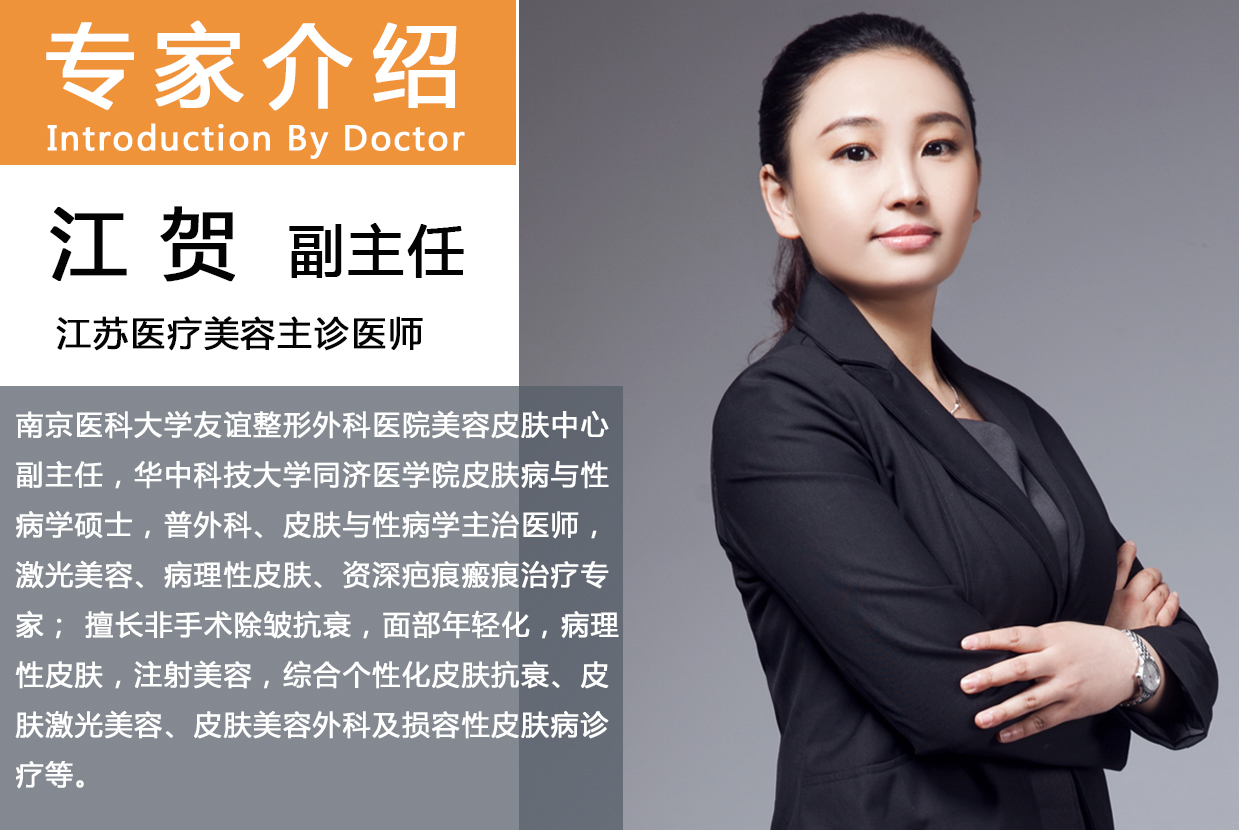 专家介绍
Introduction By Doctor
江贺 副主任
江苏医疗美容主诊医师
南京医科大学友谊整形外科医院美容皮肤中心
副主任，华中科技大学同济医学院皮肤病与性
病学硕士，普外科、皮肤与性病学主治医师，
激光美容、病理性皮肤、资深疤痕瘢痕治疗专
家； 擅长非手术除皱抗衰，面部年轻化，病理
性皮肤，注射美容，综合个性化皮肤抗衰、皮
肤激光美容、皮肤美容外科及损容性皮肤病诊
疗等。